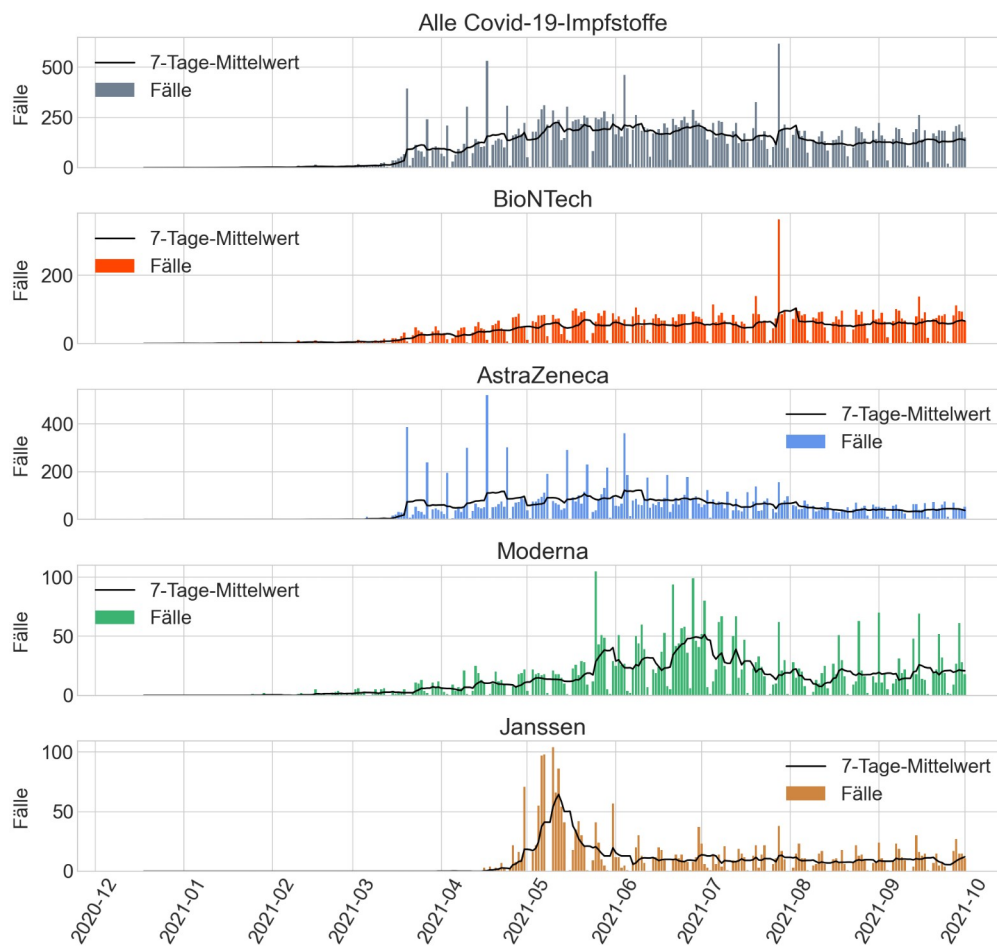 Alle Covid-19-Impfstoffe
Fälle
500
250
0
7-Tage-Mittelwert
Fälle
BioNTech
Fälle
200
0
7-Tage-Mittelwert
Fälle
AstraZeneca
Fälle
400
200
0
7-Tage-Mittelwert
Fälle
Moderna
Fälle
100
50
0
7-Tage-Mittelwert
Fälle
Janssen
Fälle
100
50
0
7-Tage-Mittelwert
Fälle
2020-12
2021-01
2021-02
2021-03
2021-04
2021-05
2021-06
2021-07
2021-08
2021-09
2021-10